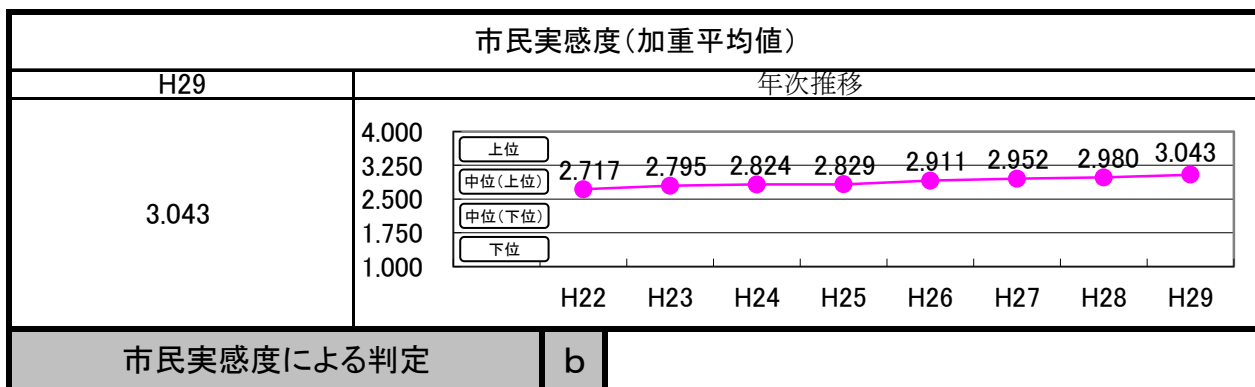 市民実感度(加重平均値)
H29 年次推移
3.043
4.000
3.250
2.500
1.750
1.000
上位
中位(上位)
中位(下位)
下位
2.717 2.795 2.824 2.829 2.911 2.952 2.980 3.043
H22 H23 H24 H25 H26 H27 H28 H29
市民実感度による判定 b